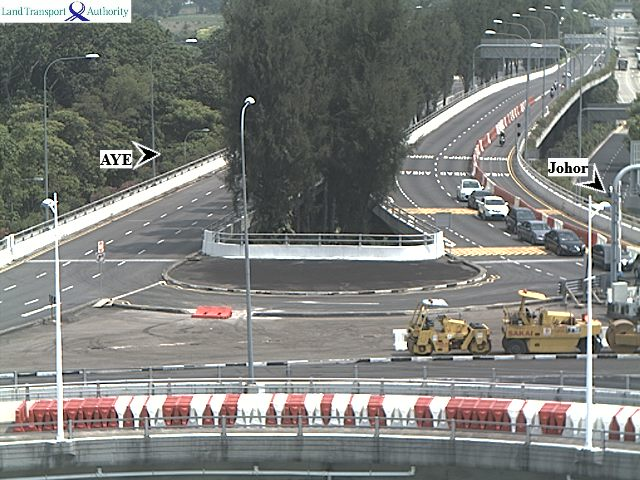 Land Transport Authority
AYE
Johor
SAKAI